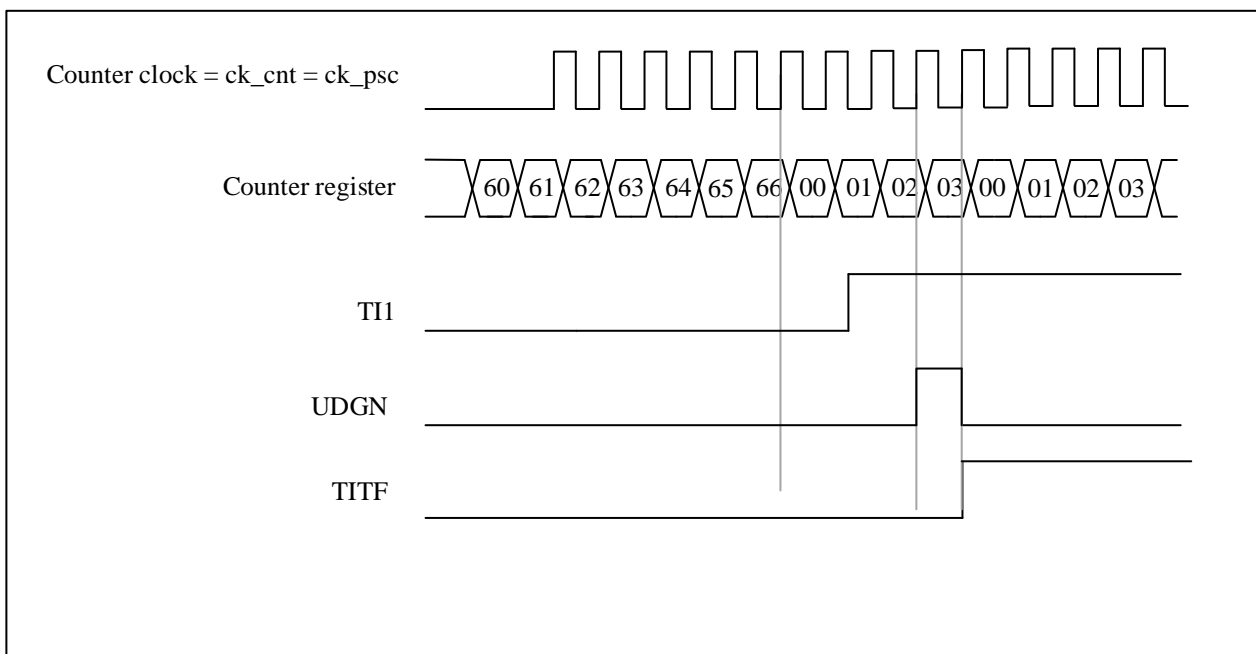 Counter clock = ck_cnt = ck_psc
Counter register
60 61 62 63 64 65 66 00 01 02 03 00 01 02 03
TI1
UDGN
TITF